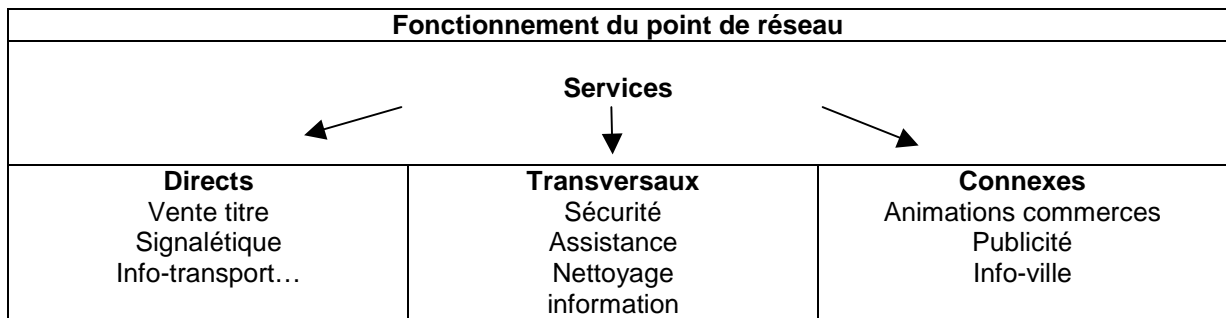 Fonctionnement du point de réseau
Services
Directs
Vente titre
Signalétique
Info-transport…
Transversaux
Sécurité
Assistance
Nettoyage
information
Connexes
Animations commerces
Publicité
Info-ville